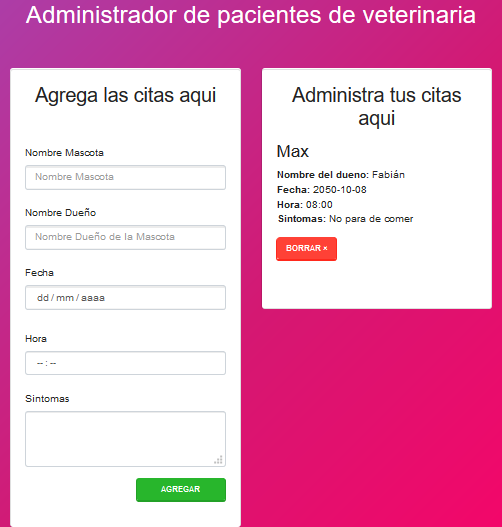 Administrador de pacientes de veterinaria
Agrega las citas aqui
Nombre Mascota
Nombre Mascota
Nombre Dueño
Nombre Dueño de la Mascota
Fecha
dd / mm / aaaa
Hora
-- : --
Sintomas
AGREGAR
Administra tus citas
aqui
Max
Nombre del dueno: Fabián
Fecha: 2050-10-08
Hora: 08:00
Sintomas: No para de comer
BORRAR ×